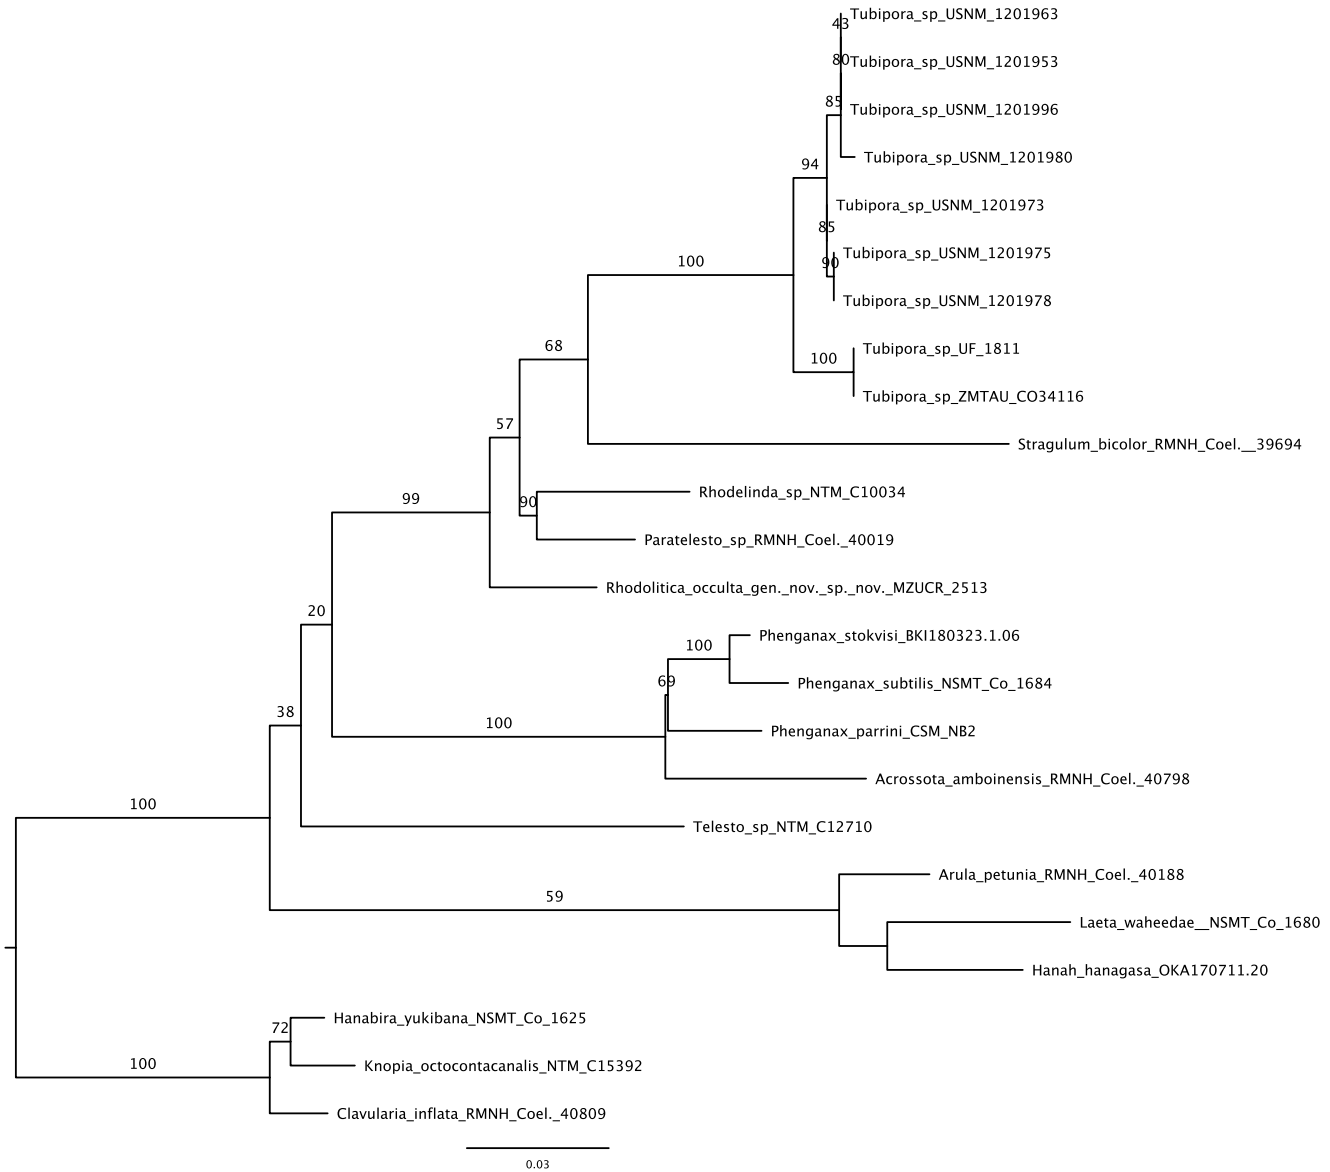 Tubipora_sp_USNM_1201963
43
80
Tubipora_sp_USNM_1201953
85
Tubipora_sp_USNM_1201996
Tubipora_sp_USNM_1201980
94
Tubipora_sp_USNM_1201973
85
Tubipora_sp_USNM_1201975
90
100
Tubipora_sp_USNM_1201978
68
Tubipora_sp_UF_1811
100
Tubipora_sp_ZMTAU_CO34116
57
Stragulum_bicolor_RMNH_Coel.__39694
99
Rhodelinda_sp_NTM_C10034
90
Paratelesto_sp_RMNH_Coel._40019
Rhodolitica_occulta_gen._nov._sp._nov._MZUCR_2513
20
Phenganax_stokvisi_BKI180323.1.06
100
Phenganax_subtilis_NSMT_Co_1684
69
38
100
Phenganax_parrini_CSM_NB2
Acrossota_amboinensis_RMNH_Coel._40798
100
Telesto_sp_NTM_C12710
Arula_petunia_RMNH_Coel._40188
59
Laeta_waheedae__NSMT_Co_1680
Hanah_hanagasa_OKA170711.20
Hanabira_yukibana_NSMT_Co_1625
72
100
Knopia_octocontacanalis_NTM_C15392
Clavularia_inflata_RMNH_Coel._40809
0.03